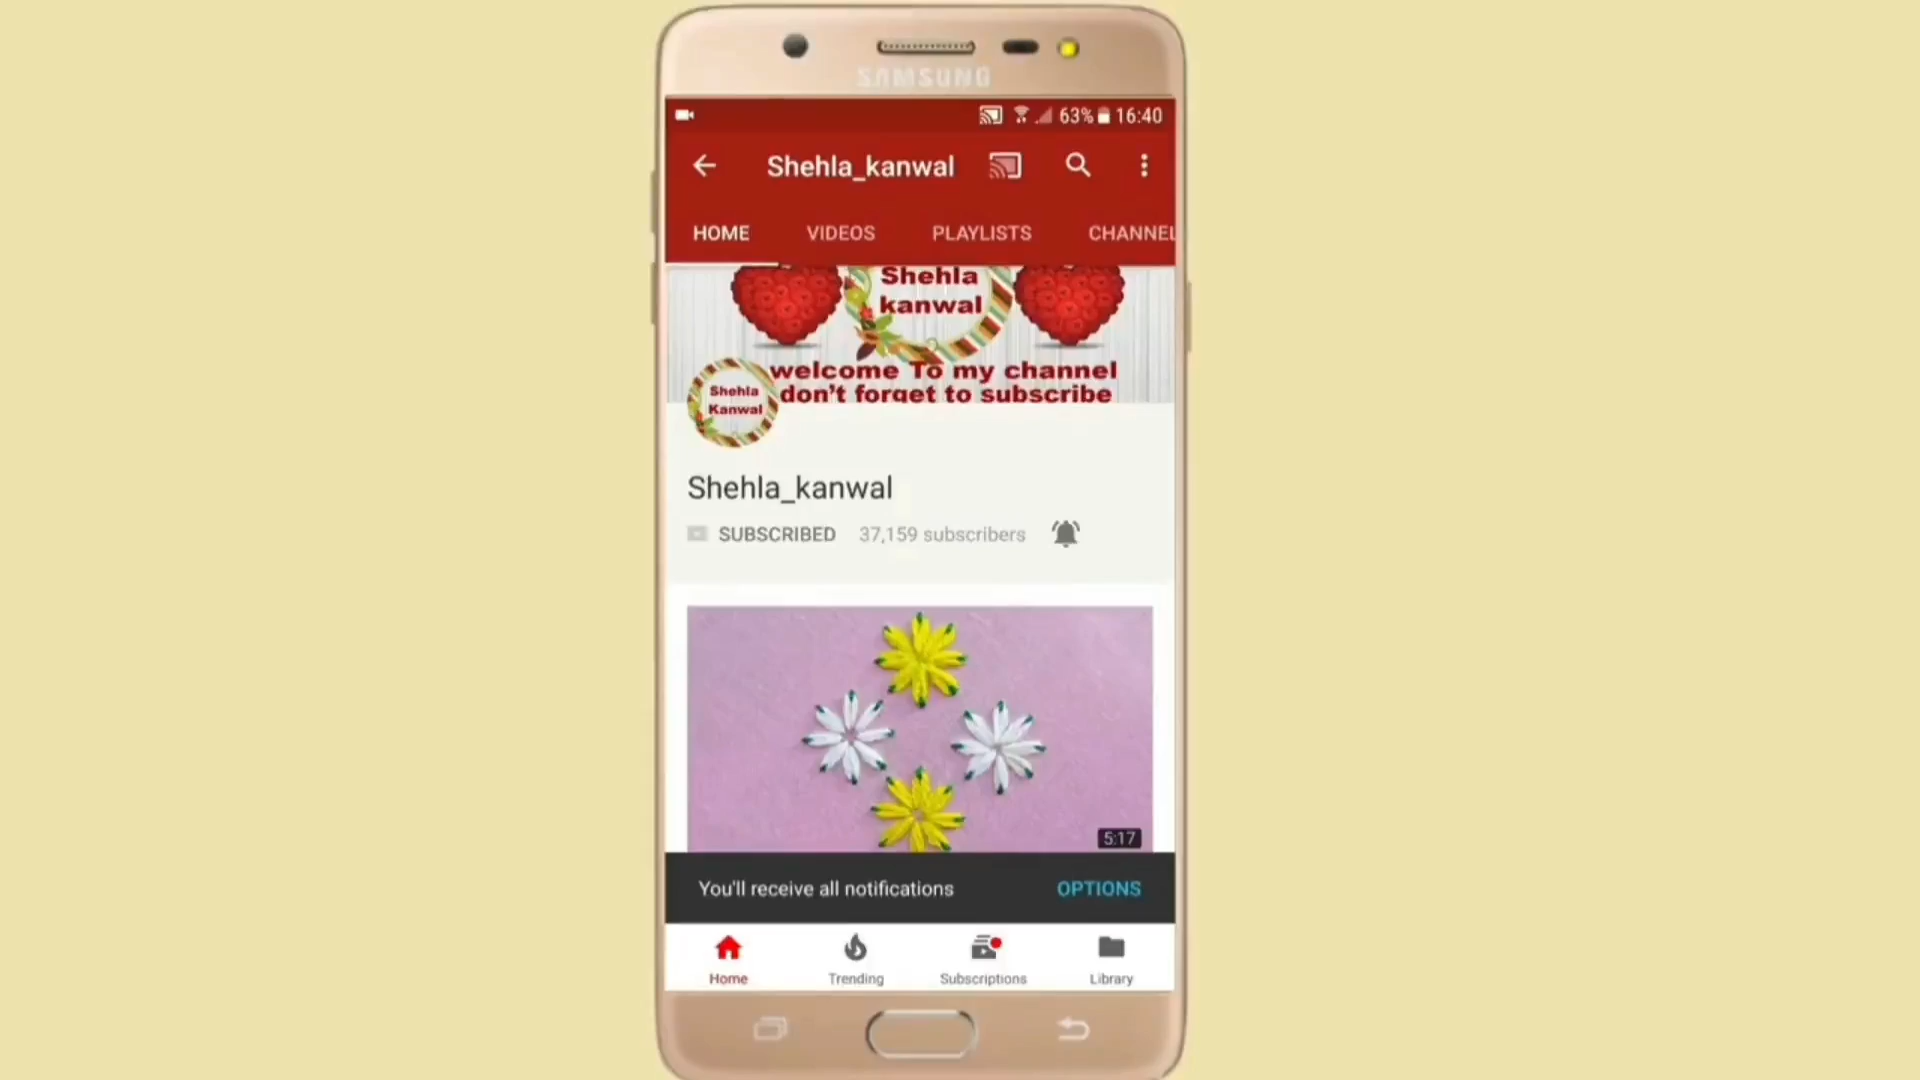 SAMSUNG
63% 16:40
Shehla_kanwal
HOME VIDEOS PLAYLISTS CHANNEL
Shehla
kanwal
welcome To my channel
don't forget to subscribe
Shehla
Kanwal
Shehla_kanwal
SUBSCRIBED 37,159 subscribers
5:17
You'll receive all notifications OPTIONS
Home Trending Subscriptions Library